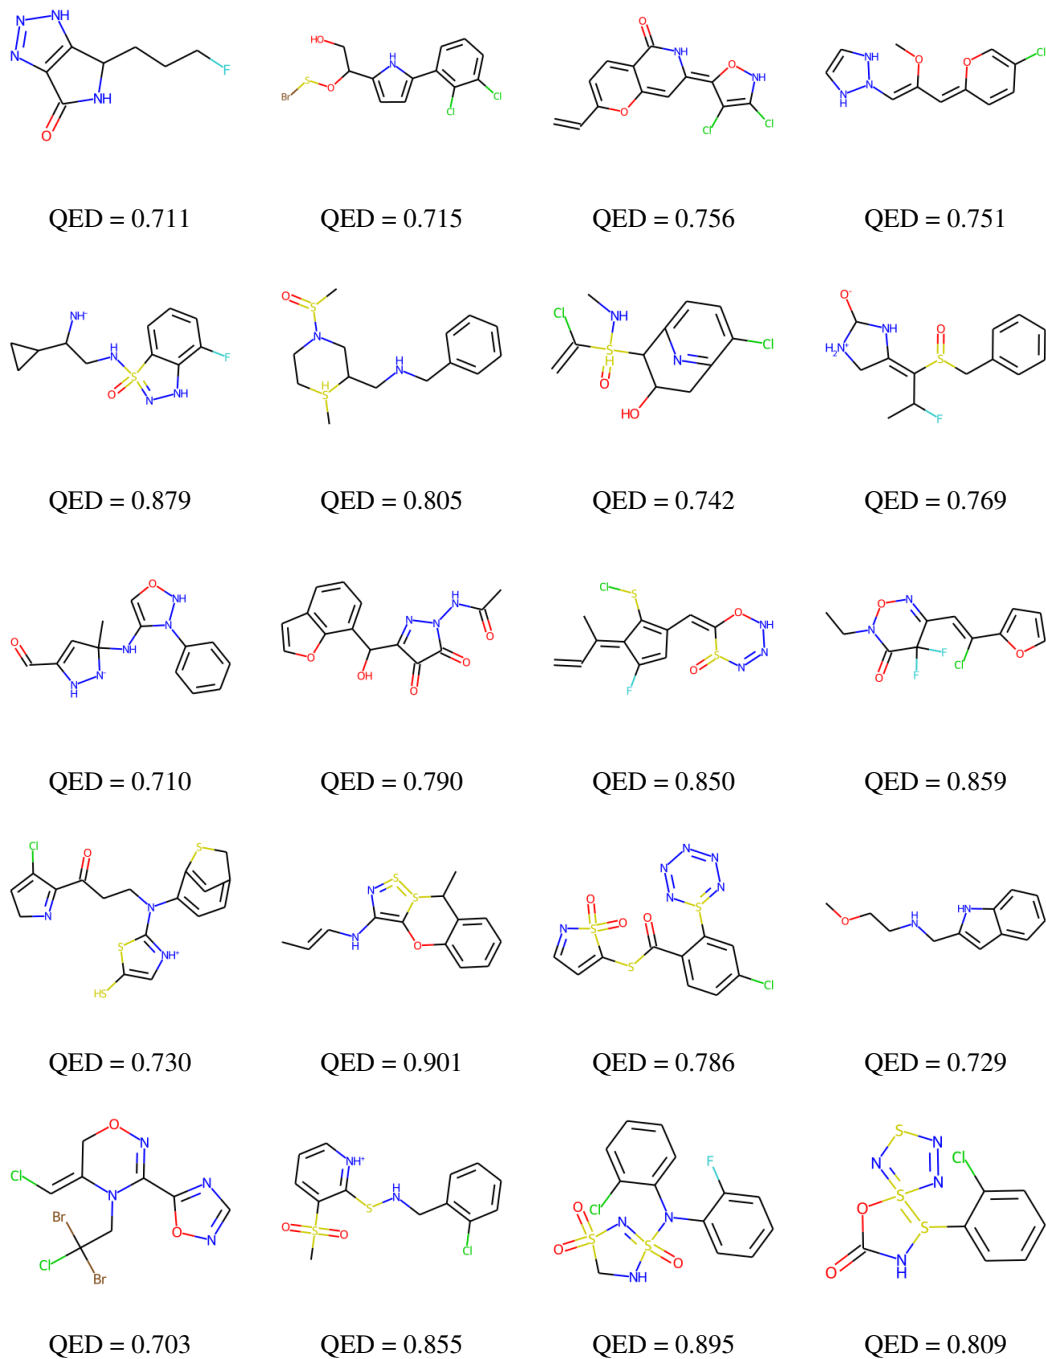 QED = 0.711 QED = 0.715 QED = 0.756 QED = 0.751
QED = 0.879 QED = 0.805 QED = 0.742 QED = 0.769
QED = 0.710 QED = 0.790 QED = 0.850 QED = 0.859
QED = 0.730 QED = 0.901 QED = 0.786 QED = 0.729
QED = 0.703 QED = 0.855 QED = 0.895 QED = 0.809